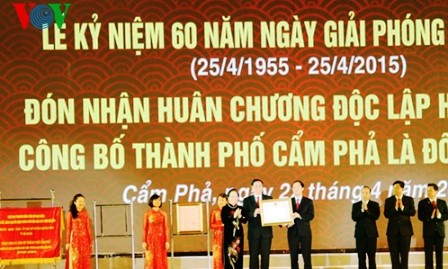 VOV
LỄ KỶ NIỆM 60 NĂM NGÀY GIẢI PHÓNG
(25/4/1955 - 25/4/2015)
ĐÓN NHẬN HUÂN CHƯƠNG ĐỘC LẬP H
CÔNG BỐ THÀNH PHỐ CẨM PHẢ LÀ ĐÔ
Cẩm Phả, ngày 2 tháng 4